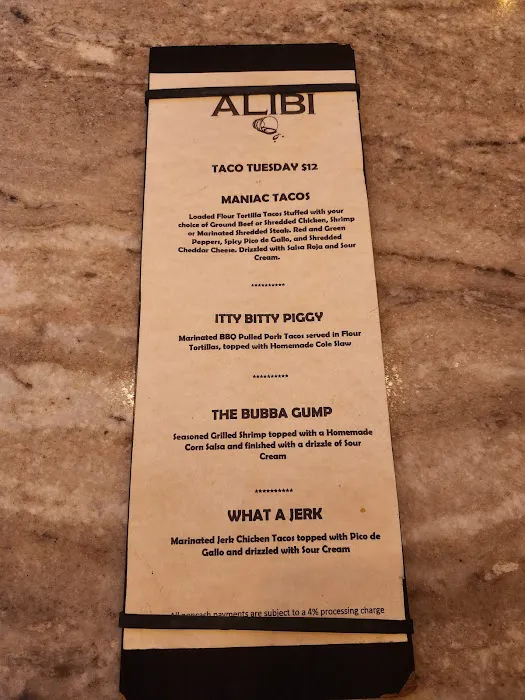 ALIBI
TACO TUESDAY $12
MANIAC TACOS
Loaded Flour Tortilla Tacos Stuffed with your
choice of Ground Beef or Shredded Chicken, Shrimp
or Marinated Shredded Steak. Red and Green
Peppers, Spicy Pico de Gallo, and Shredded
Cheddar Cheese. Drizzled with Salsa Roja and Sour
Cream.
**********
ITTY BITTY PIGGY
Marinated BBQ Pulled Pork Tacos served in Flour
Tortillas, topped with Homemade Cole Slaw
**********
THE BUBBA GUMP
Seasoned Grilled Shrimp topped with a Homemade
Corn Salsa and finished with a drizzle of Sour
Cream
**********
WHAT A JERK
Marinated Jerk Chicken Tacos topped with Pico de
Gallo and drizzled with Sour Cream
All noncash payments are subject to a 4% processing charge